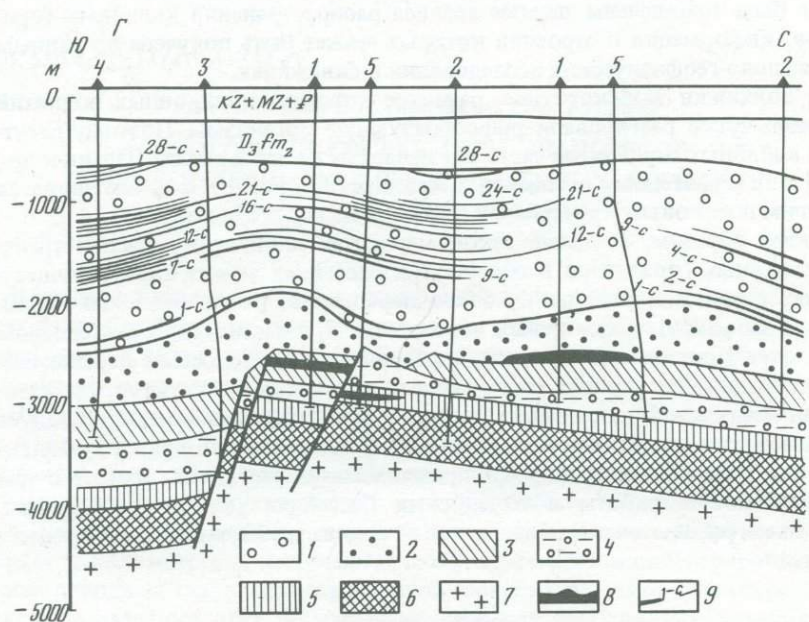 Ю Г С
м 4 3 1 5 2 1 5 2
0
KZ+MZ+P
28-с D₃fm₂ 28-с
21-с 24-с 21-с
-1000 16-с 9-с
12-с 12-с
7-с 4-с
9-с 2-с
-2000 1-с 1-с 1-с
-3000
-4000
1 2 3 4
5 6 7 8 1-с 9
-5000